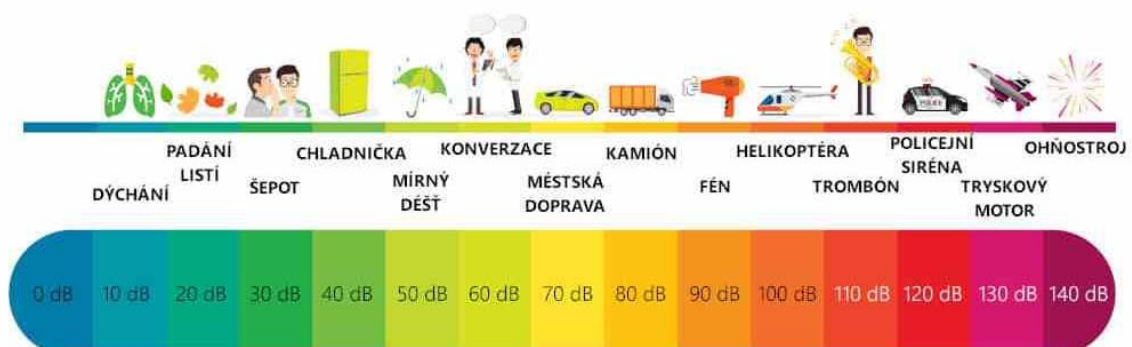 PADÁNÍ
LISTÍ
CHLADNIČKA
KONVERZACE
KAMIÓN
HELIKOPTÉRA
POLICEJNÍ
SIRÉNA
OHŇOSTROJ
DÝCHÁNÍ
ŠEPOT
MÍRNÝ
DÉŠŤ
MĚSTSKÁ
DOPRAVA
FÉN
TROMBÓN
TRYSKOVÝ
MOTOR
0 dB 10 dB 20 dB 30 dB 40 dB 50 dB 60 dB 70 dB 80 dB 90 dB 100 dB 110 dB 120 dB 130 dB 140 dB